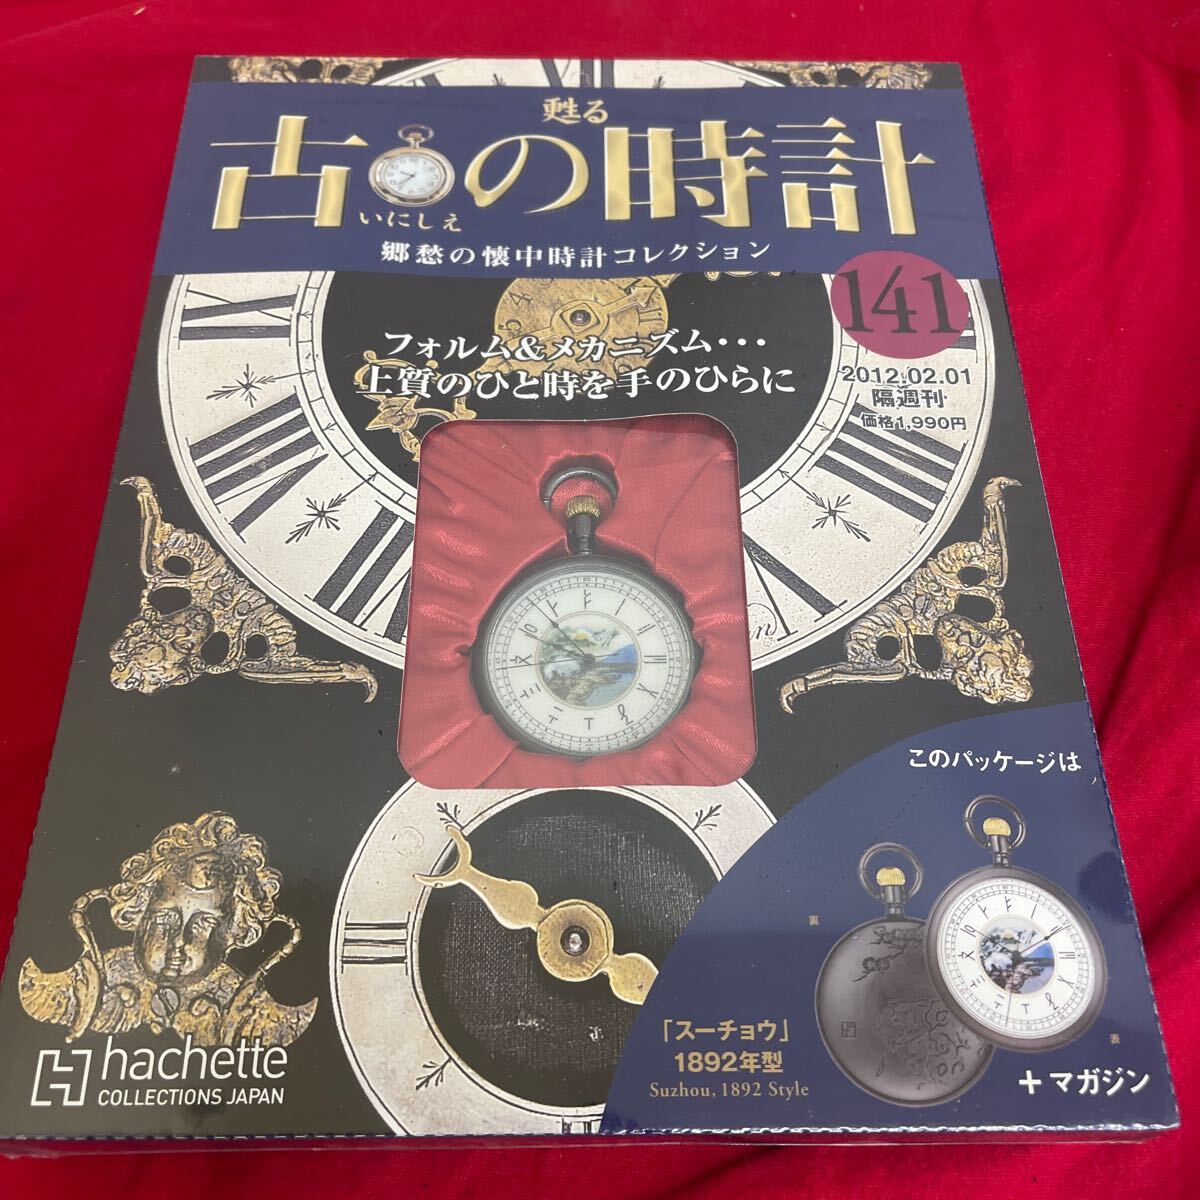 甦る
古の時計
いにしえ
郷愁の懐中時計コレクション
141
2012.02.01
隔週刊
価格1,990円
フォルム&メカニズム・・・
上質のひと時を手のひらに
このパッケージは
裏
表
「スーチョウ」
1892年型
Suzhou, 1892 Style
+マガジン
hachette
COLLECTIONS JAPAN